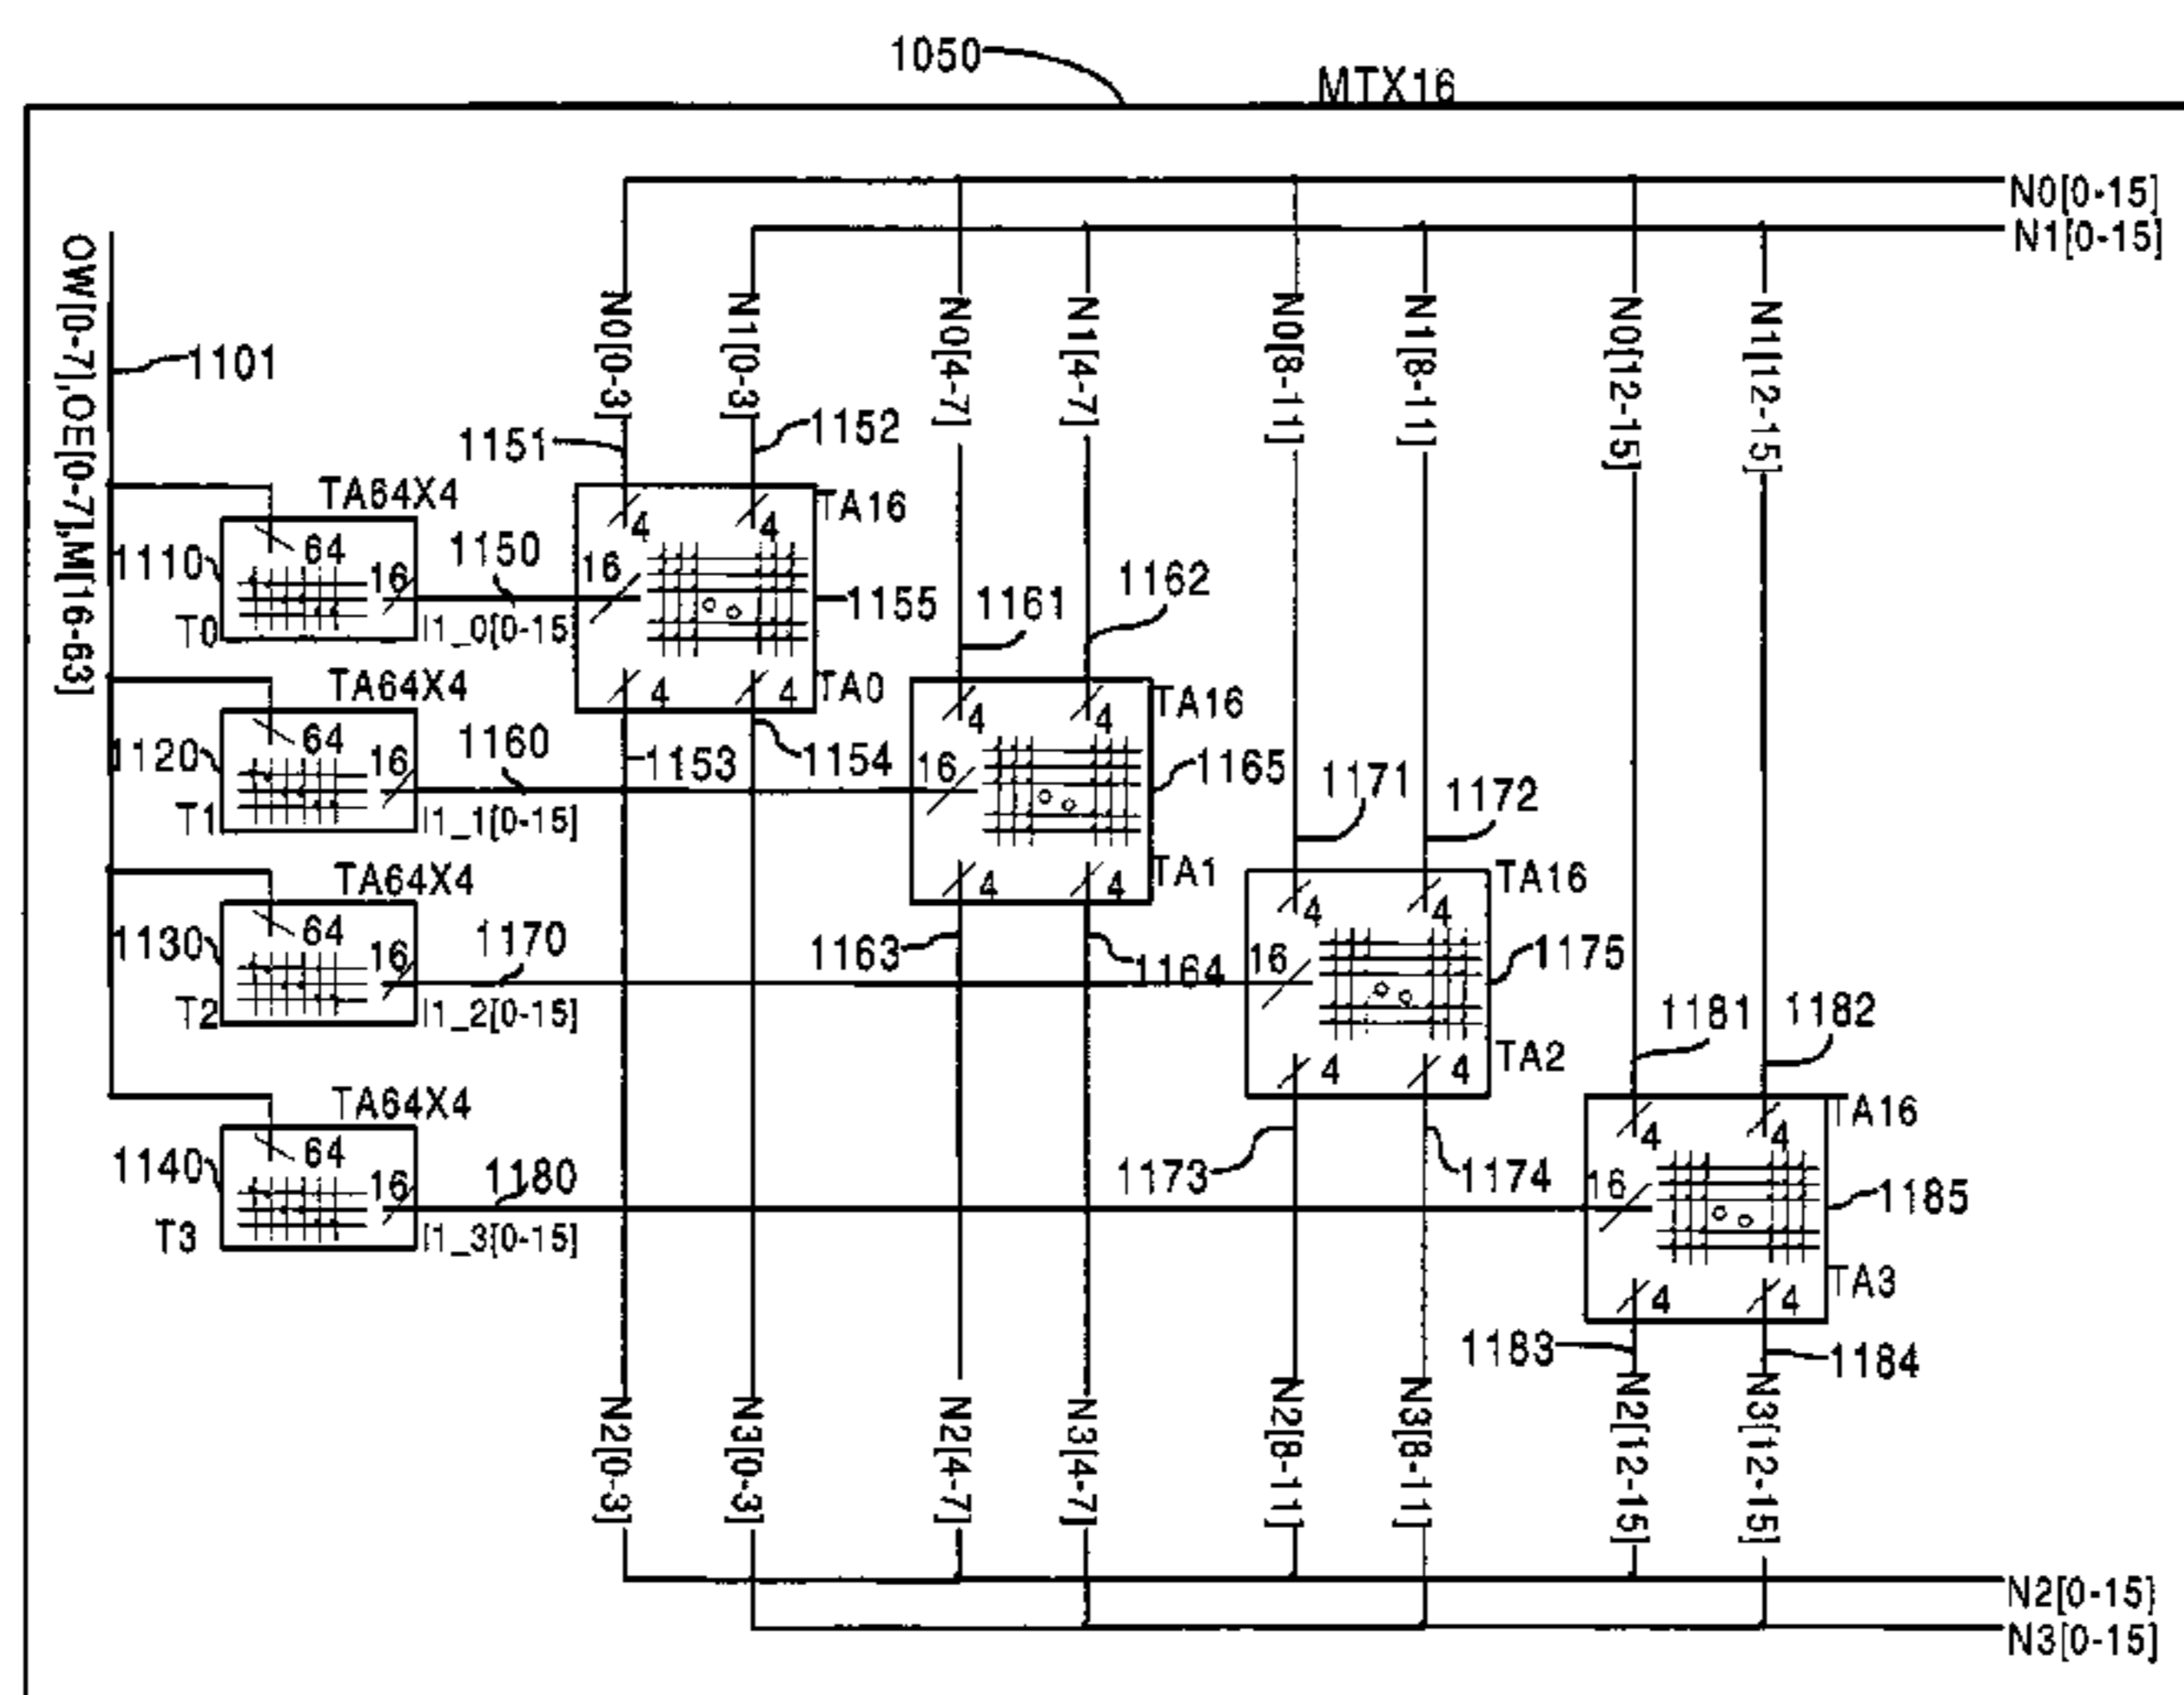 1050
MTX16
N0[0-15]
N1[0-15]
OW[0-7],OE[0-7],M[16-63]
1101
N0[0-3]
N1[0-3]
N0[4-7]
N1[4-7]
N0[8-11]
N1[8-11]
N0[12-15]
N1[12-15]
1151
1152
TA64X4
64
16
1110
T0
1150
I1_0[0-15]
4
4
TA16
16
1155
4
4
TA0
1153
1154
1161
1162
TA64X4
64
16
1120
T1
1160
I1_1[0-15]
4
4
TA16
16
1165
4
4
TA1
1163
1164
1171
1172
TA64X4
64
16
1130
T2
1170
I1_2[0-15]
4
4
TA16
16
1175
4
4
TA2
1173
1174
1181
1182
TA64X4
64
16
1140
T3
1180
I1_3[0-15]
4
4
TA16
16
1185
4
4
TA3
1183
1184
N2[0-3]
N3[0-3]
N2[4-7]
N3[4-7]
N2[8-11]
N3[8-11]
N2[12-15]
N3[12-15]
N2[0-15]
N3[0-15]